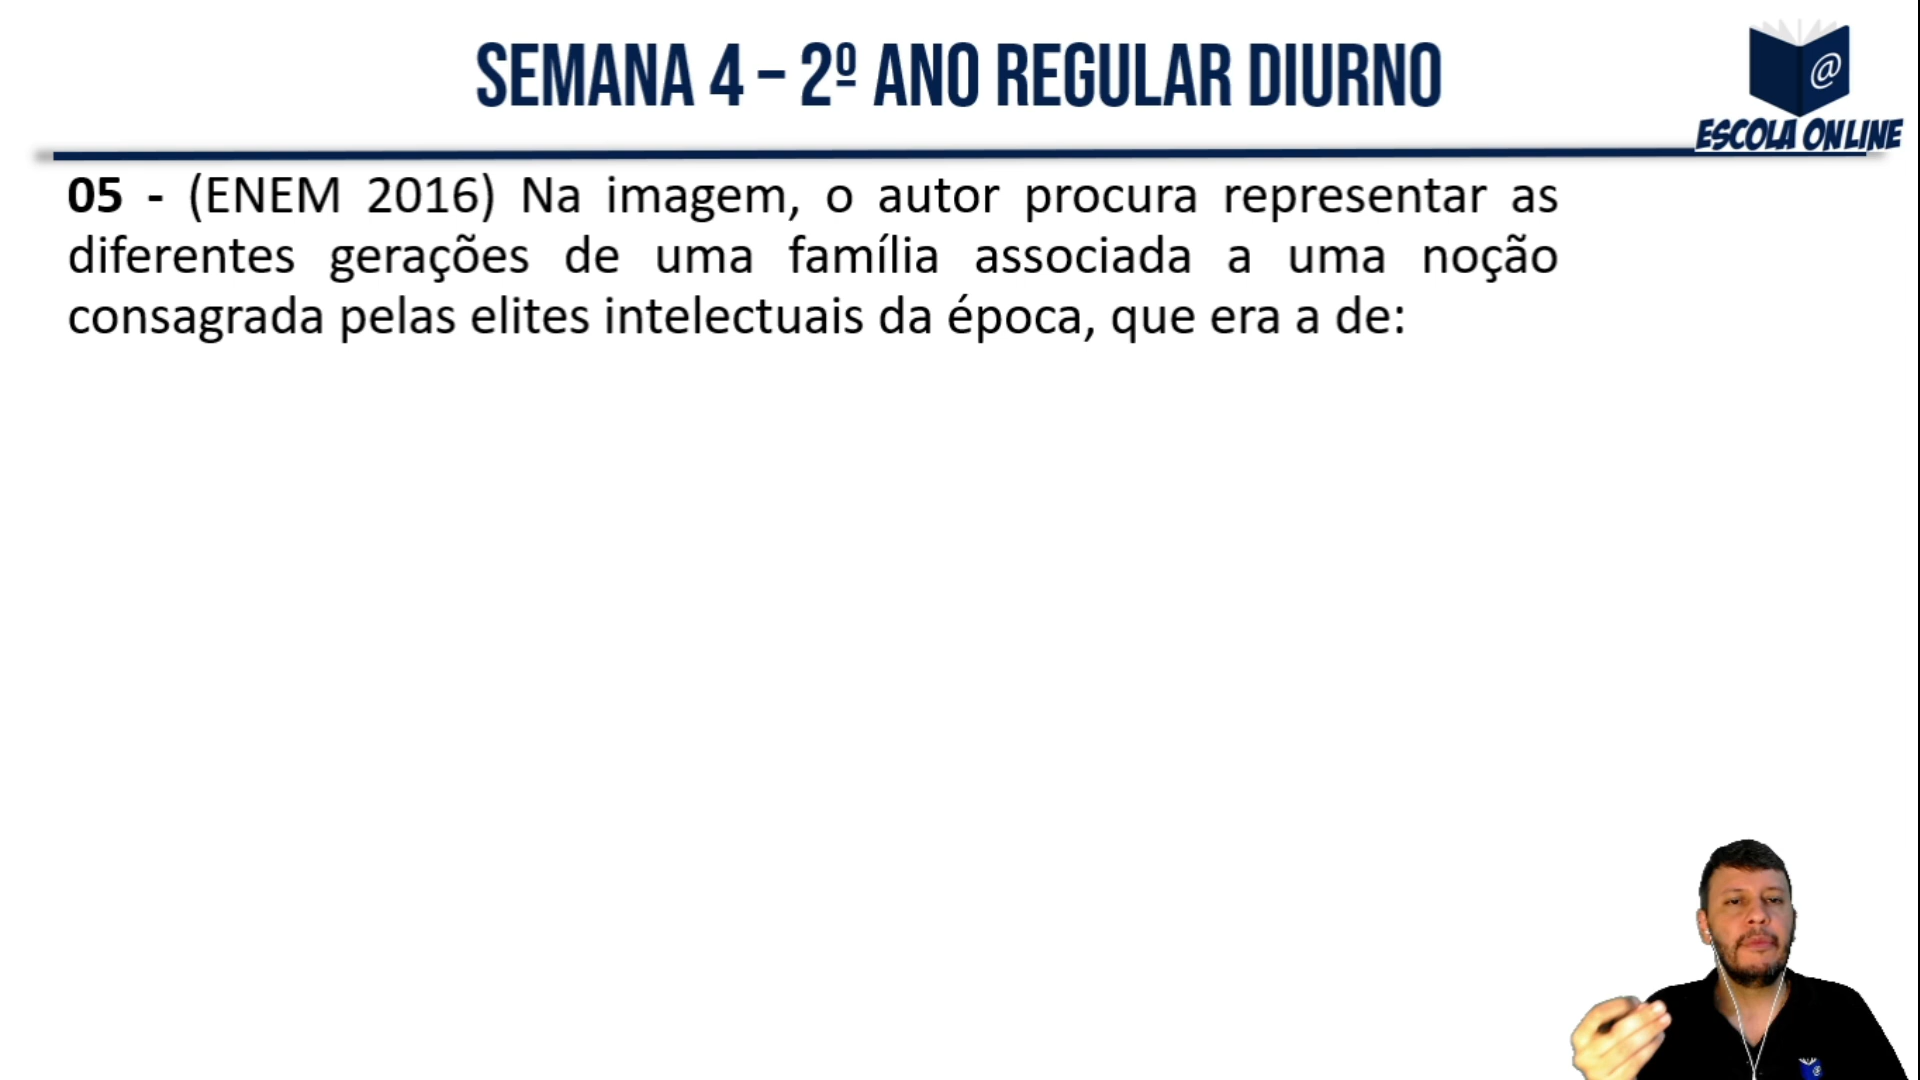 SEMANA 4 – 2º ANO REGULAR DIURNO
@
ESCOLA ONLINE
05 - (ENEM 2016) Na imagem, o autor procura representar as
diferentes gerações de uma família associada a uma noção
consagrada pelas elites intelectuais da época, que era a de: